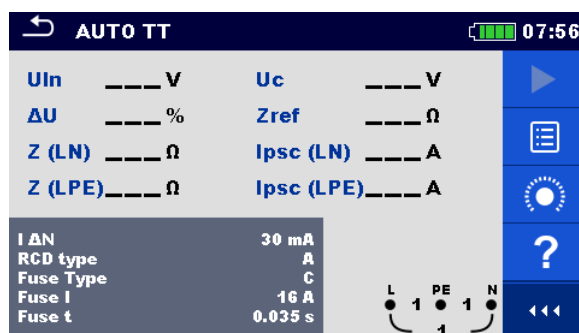 AUTO TT 07:56
Uln ___V Uc ___V
ΔU ___% Zref ___Ω
Z (LN) ___Ω Ipsc (LN) ___A
Z (LPE)___Ω Ipsc (LPE)___A
I ΔN 30 mA
RCD type A
Fuse Type C
Fuse I 16 A
Fuse t 0.035 s
L PE N
1 1
1
?